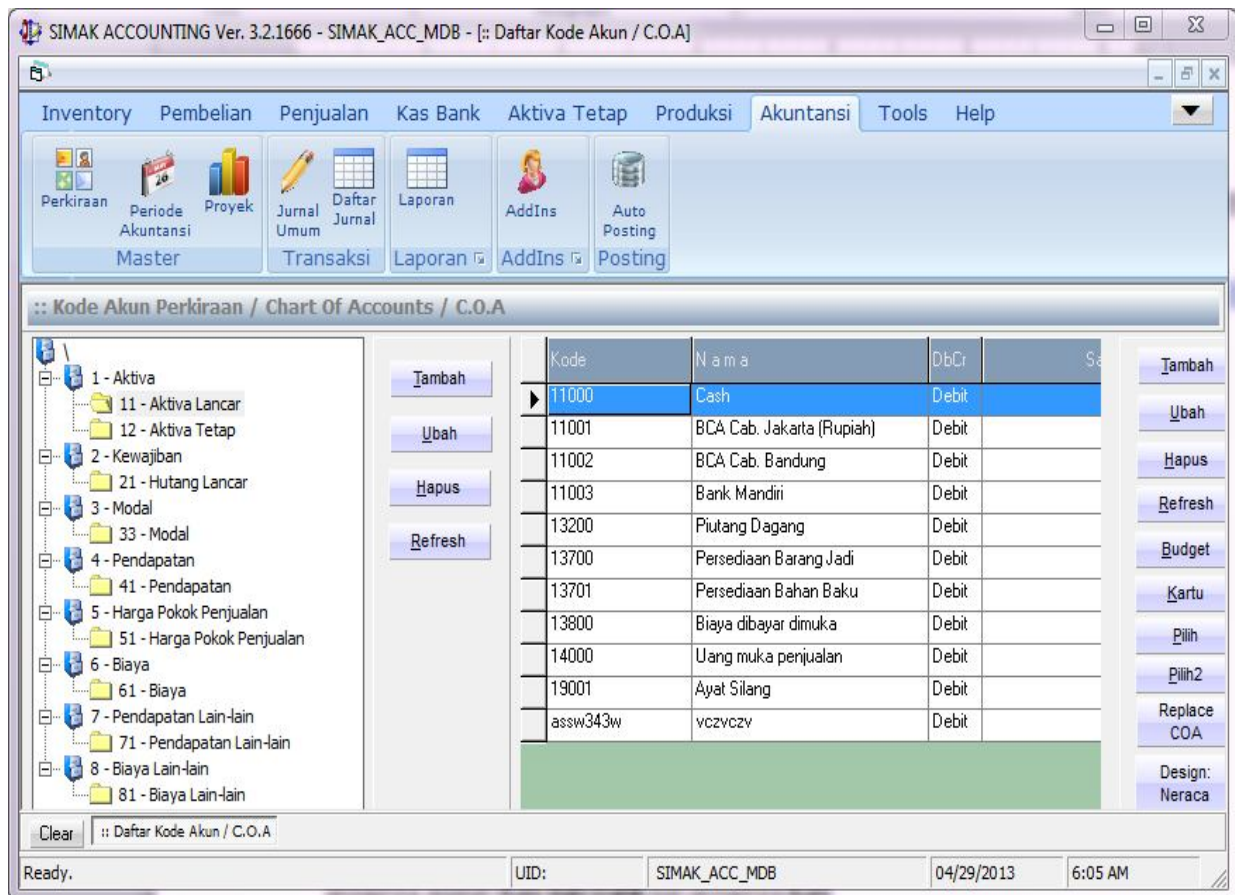 SIMAK ACCOUNTING Ver. 3.2.1666 - SIMAK_ACC_MDB - [:: Daftar Kode Akun / C.O.A]
Inventory Pembelian Penjualan Kas Bank Aktiva Tetap Produksi Akuntansi Tools Help
Perkiraan Periode Akuntansi Proyek Jurnal Umum Daftar Jurnal Laporan AddIns Auto Posting
Master Transaksi Laporan AddIns Posting
:: Kode Akun Perkiraan / Chart Of Accounts / C.O.A
\
1 - Aktiva
11 - Aktiva Lancar
12 - Aktiva Tetap
2 - Kewajiban
21 - Hutang Lancar
3 - Modal
33 - Modal
4 - Pendapatan
41 - Pendapatan
5 - Harga Pokok Penjualan
51 - Harga Pokok Penjualan
6 - Biaya
61 - Biaya
7 - Pendapatan Lain-lain
71 - Pendapatan Lain-lain
8 - Biaya Lain-lain
81 - Biaya Lain-lain
Tambah
Ubah
Hapus
Refresh
Kode Nama DbCr Sa
11000 Cash Debit
11001 BCA Cab. Jakarta (Rupiah) Debit
11002 BCA Cab. Bandung Debit
11003 Bank Mandiri Debit
13200 Piutang Dagang Debit
13700 Persediaan Barang Jadi Debit
13701 Persediaan Bahan Baku Debit
13800 Biaya dibayar dimuka Debit
14000 Uang muka penjualan Debit
19001 Ayat Silang Debit
assw343w vczvczv Debit
Tambah
Ubah
Hapus
Refresh
Budget
Kartu
Pilih
Pilih2
Replace
COA
Design:
Neraca
Clear :: Daftar Kode Akun / C.O.A
Ready. UID: SIMAK_ACC_MDB 04/29/2013 6:05 AM